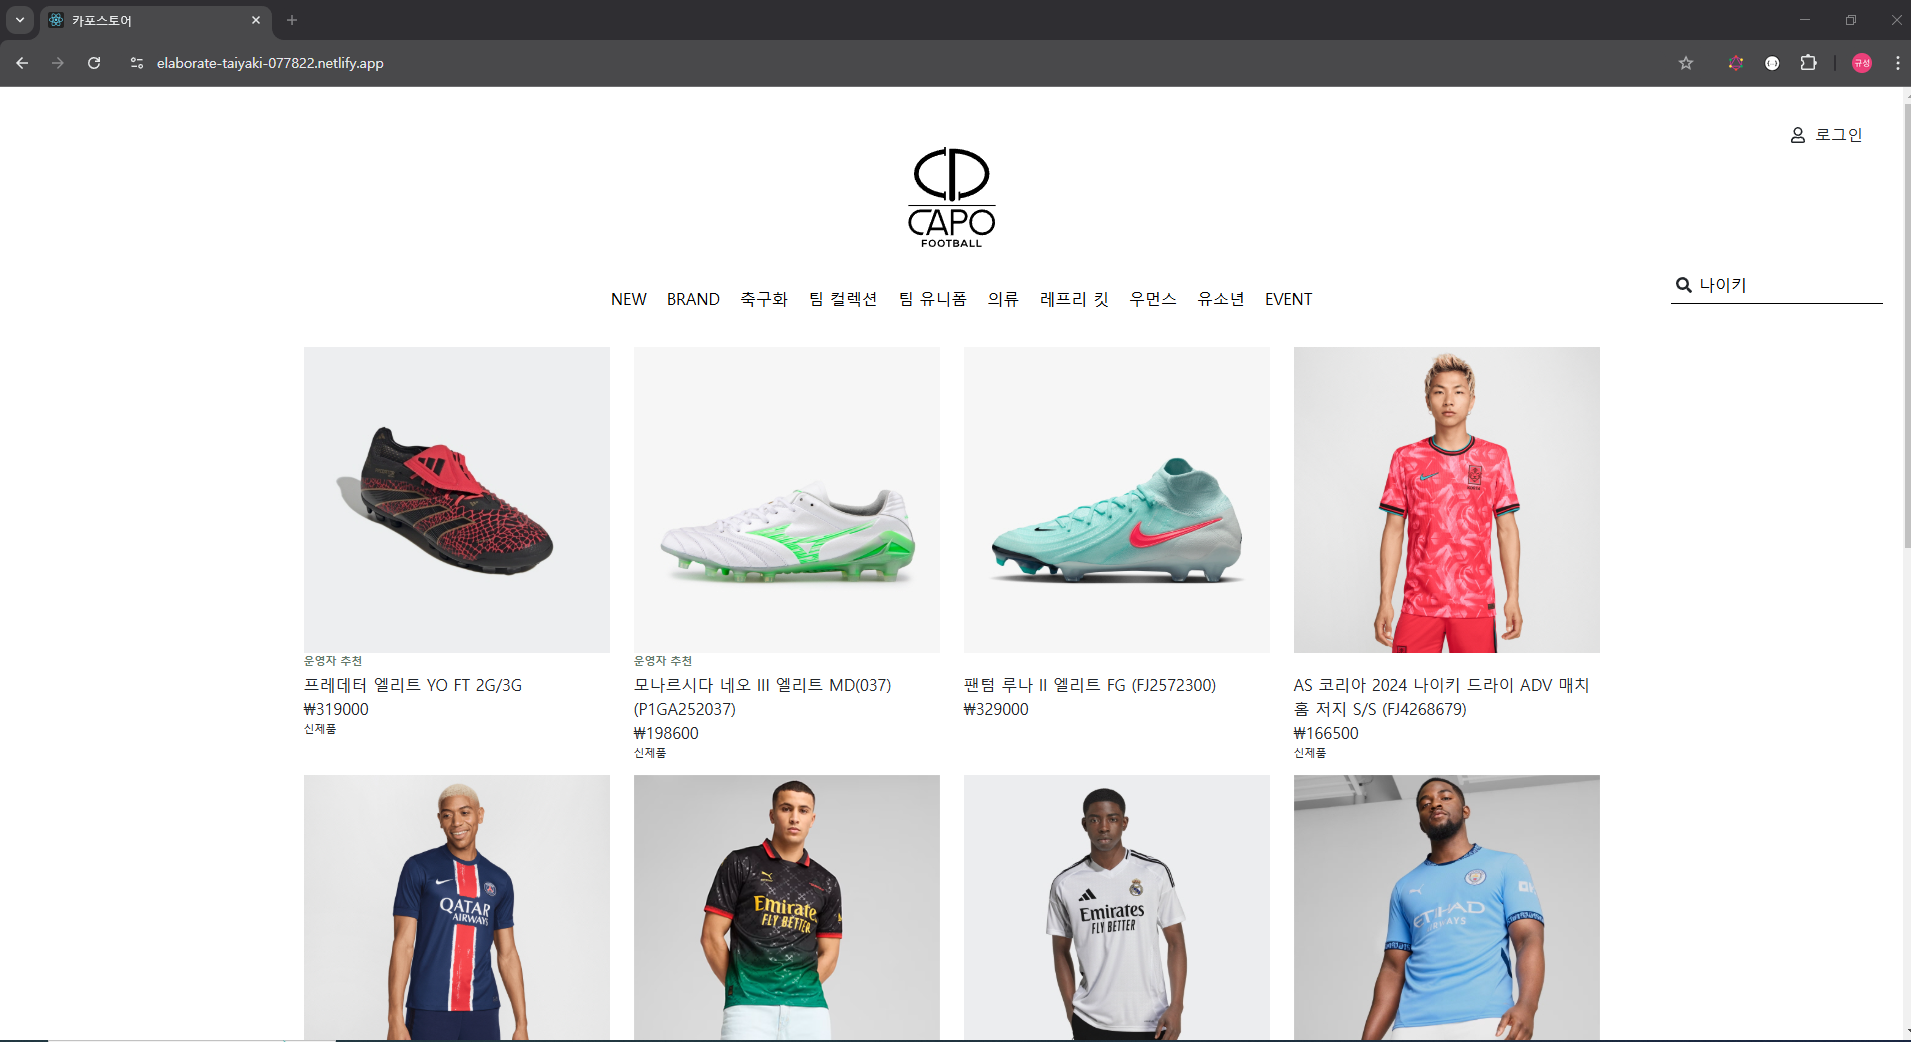 카포스토어
elaborate-taiyaki-077822.netlify.app
규성
로그인
CAPO
FOOTBALL
NEW BRAND 축구화 팀 컬렉션 팀 유니폼 의류 레프리 킷 우먼스 유소년 EVENT
나이키
운영자 추천
프레데터 엘리트 YO FT 2G/3G
₩319000
신제품
운영자 추천
모나르시다 네오 III 엘리트 MD(037)
(P1GA252037)
₩198600
신제품
팬텀 루나 II 엘리트 FG (FJ2572300)
₩329000
AS 코리아 2024 나이키 드라이 ADV 매치
홈 저지 S/S (FJ4268679)
₩166500
신제품
QATAR
AIRWAYS
Emirates
FLY BETTER
Emirates
FLY BETTER
ETIHAD
AIRWAYS